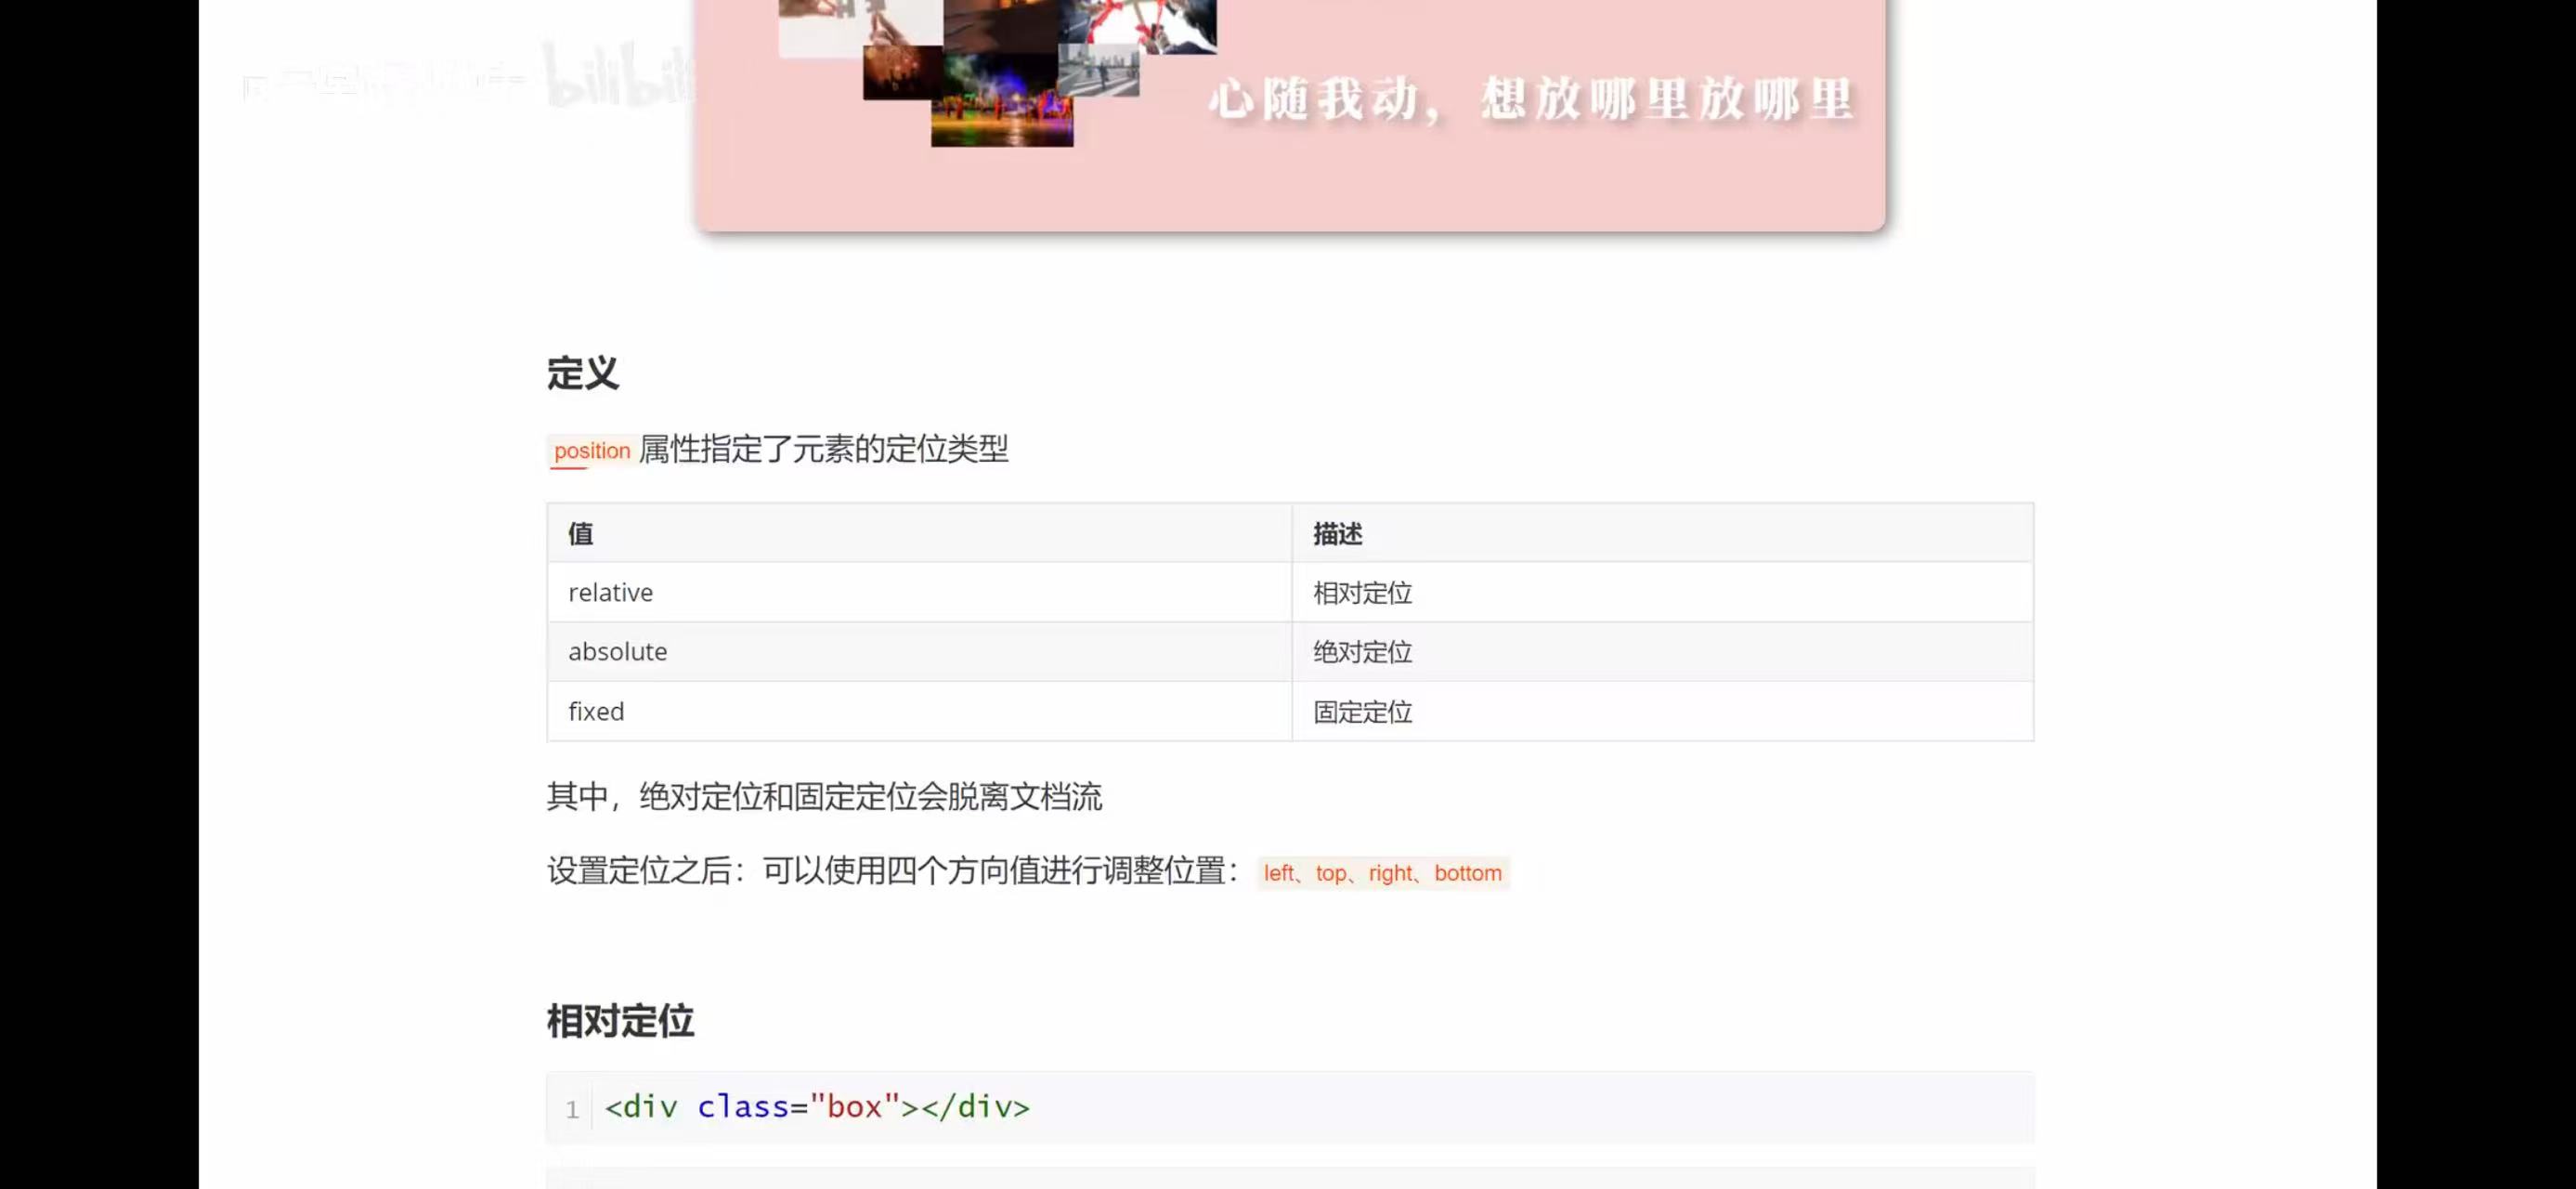 bilibili
心随我动，想放哪里放哪里
定义
position 属性指定了元素的定位类型
值 描述
relative 相对定位
absolute 绝对定位
fixed 固定定位
其中，绝对定位和固定定位会脱离文档流
设置定位之后：可以使用四个方向值进行调整位置： left、top、right、bottom
相对定位
1 <div class="box"></div>